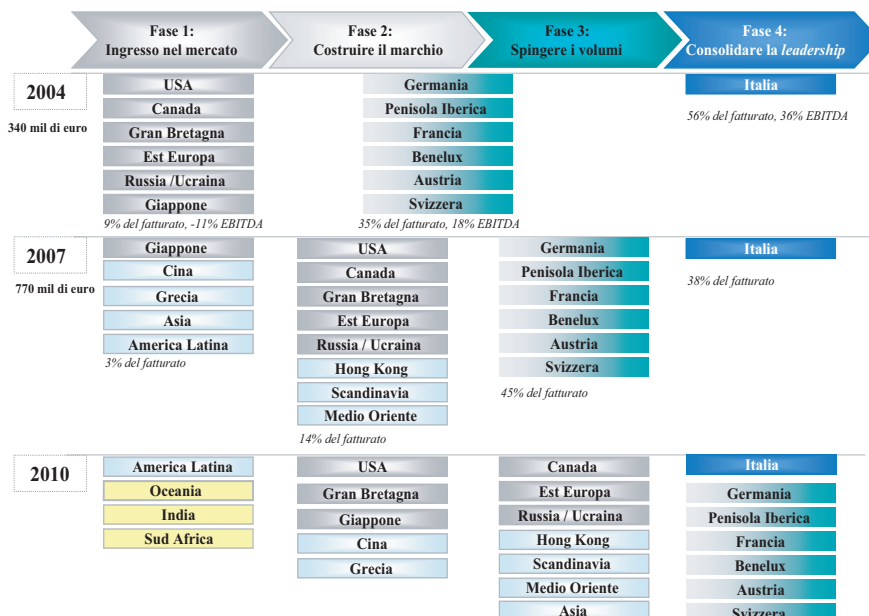 Fase 1:
Ingresso nel mercato
Fase 2:
Costruire il marchio
Fase 3:
Spingere i volumi
Fase 4:
Consolidare la leadership
2004
340 mil di euro
USA
Canada
Gran Bretagna
Est Europa
Russia /Ucraina
Giappone
9% del fatturato, -11% EBITDA
Germania
Penisola Iberica
Francia
Benelux
Austria
Svizzera
35% del fatturato, 18% EBITDA
Italia
56% del fatturato, 36% EBITDA
2007
770 mil di euro
Giappone
Cina
Grecia
Asia
America Latina
3% del fatturato
USA
Canada
Gran Bretagna
Est Europa
Russia / Ucraina
Hong Kong
Scandinavia
Medio Oriente
14% del fatturato
Germania
Penisola Iberica
Francia
Benelux
Austria
Svizzera
45% del fatturato
Italia
38% del fatturato
2010
America Latina
Oceania
India
Sud Africa
USA
Gran Bretagna
Giappone
Cina
Grecia
Canada
Est Europa
Russia / Ucraina
Hong Kong
Scandinavia
Medio Oriente
Asia
Italia
Germania
Penisola Iberica
Francia
Benelux
Austria
Svizzera